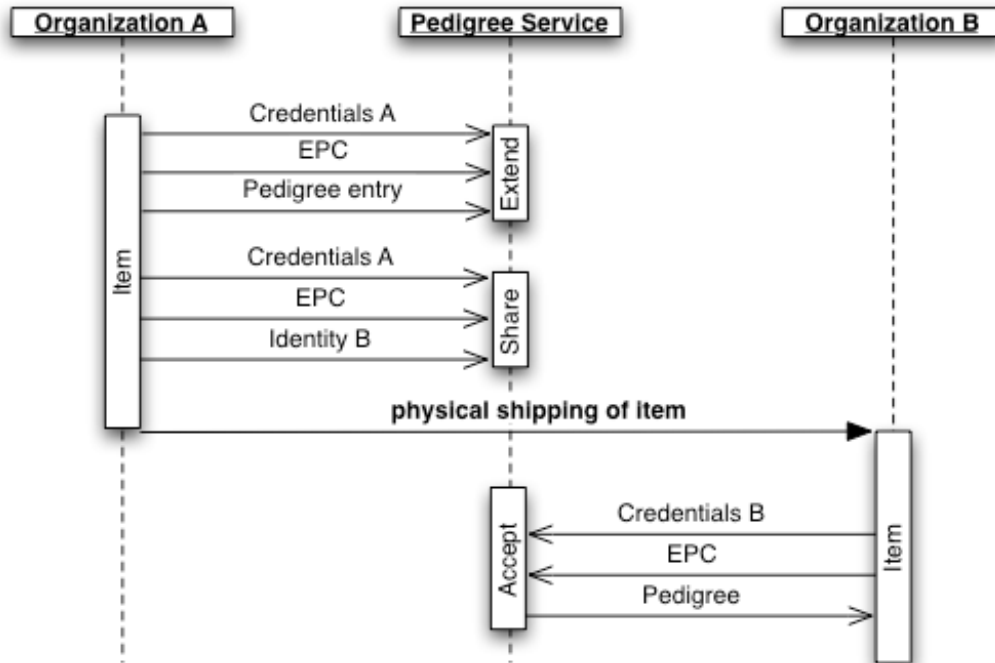 Organization A
Pedigree Service
Organization B
Credentials A
EPC
Pedigree entry
Extend
Item
Credentials A
EPC
Identity B
Share
physical shipping of item
Credentials B
EPC
Pedigree
Accept
Item